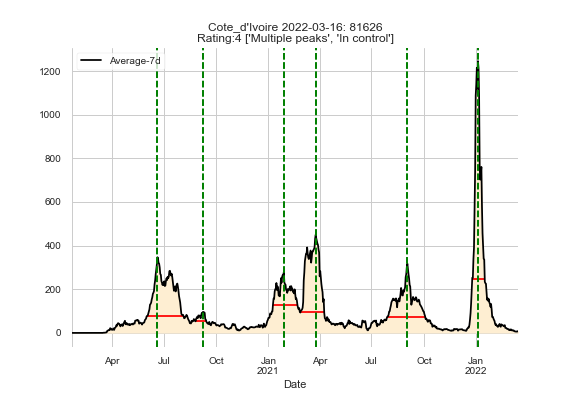 Cote_d'Ivoire 2022-03-16: 81626
Rating:4 ['Multiple peaks', 'In control']
Average-7d
1200
1000
800
600
400
200
0
Apr Jul Oct Jan Apr Jul Oct Jan
2021 2022
Date